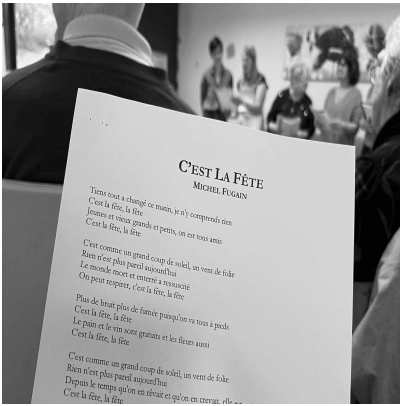 C'EST LA FÊTE
MICHEL FUGAIN
Tiens tout a changé ce matin, je n'y comprends rien
C'est la fête, la fête
Jeunes et vieux grands et petits, on est tous amis
C'est la fête, la fête
C'est comme un grand coup de soleil, un vent de folie
Rien n'est plus pareil aujourd'hui
Le monde mort et enterré a ressuscité
On peut respirer, c'est la fête, la fête
Plus de bruit plus de fumée puisqu'on va tous à pieds
C'est la fête, la fête
Le pain et le vin sont gratuits et les fleurs aussi
C'est la fête, la fête
C'est comme un grand coup de soleil, un vent de folie
Rien n'est plus pareil aujourd'hui
Depuis le temps qu'on en rêvait et qu'on en crevait, elle
C'est la fête, la fête